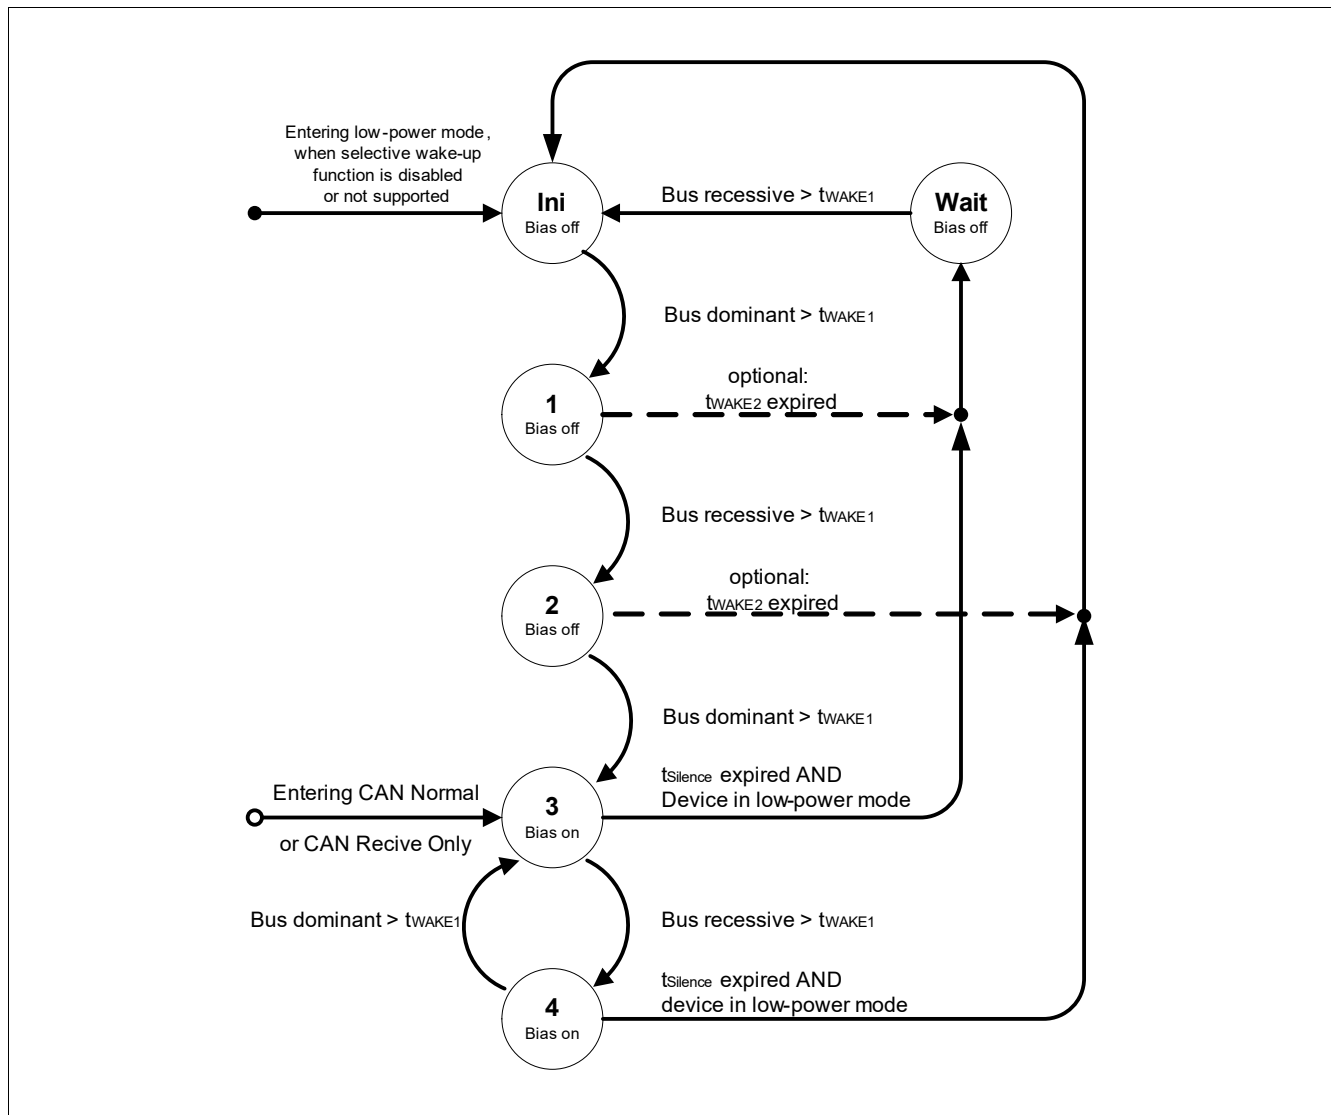 Entering low-power mode,
when selective wake-up
function is disabled
or not supported
Ini
Bias off
Bus recessive > tWAKE1
Wait
Bias off
Bus dominant > tWAKE1
1
Bias off
optional:
tWAKE2 expired
Bus recessive > tWAKE1
2
Bias off
optional:
tWAKE2 expired
Bus dominant > tWAKE1
Entering CAN Normal
or CAN Recive Only
3
Bias on
tSilence expired AND
Device in low-power mode
Bus dominant > tWAKE1
Bus recessive > tWAKE1
4
Bias on
tSilence expired AND
device in low-power mode